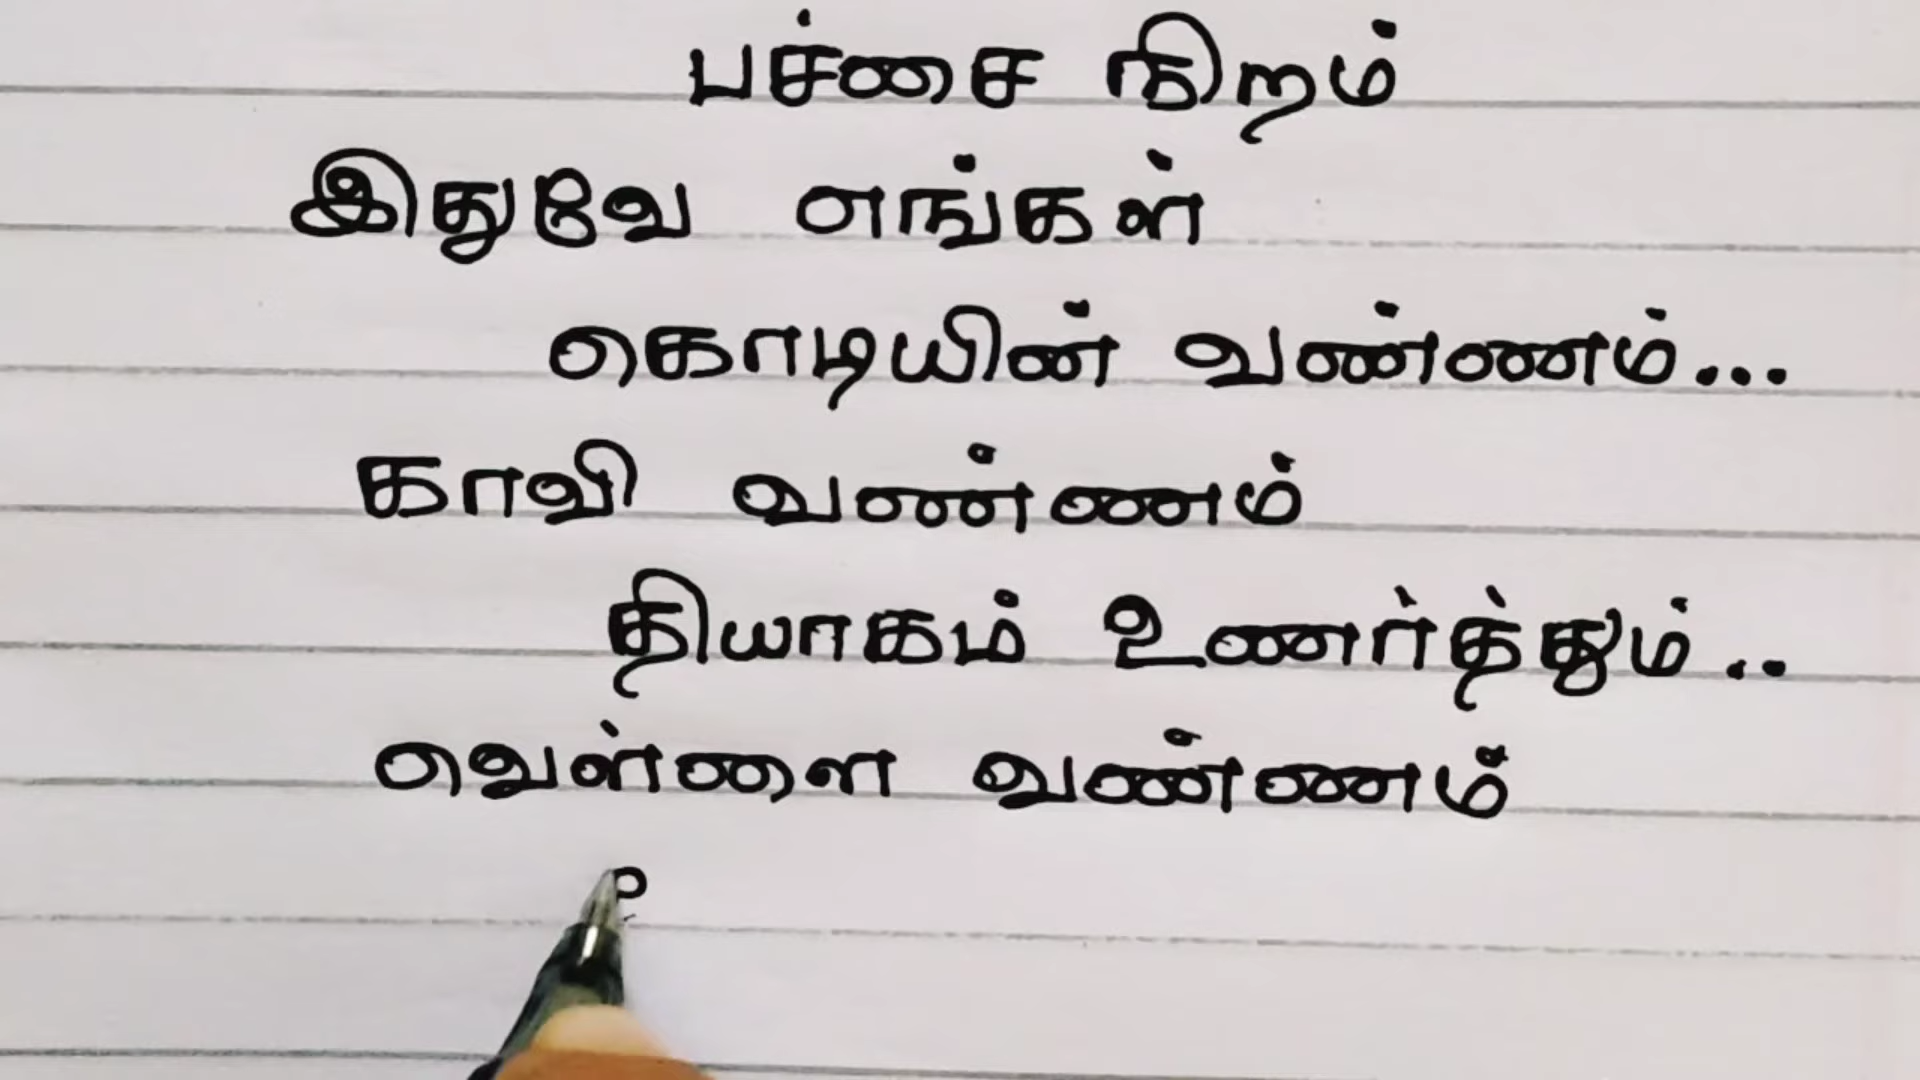 பச்சை நிறம்
இதுவே எங்கள்
கொடியின் வண்ணம்...
காவி வண்ணம்
தியாகம் உணர்த்தும்..
வெள்ளை வண்ணம்